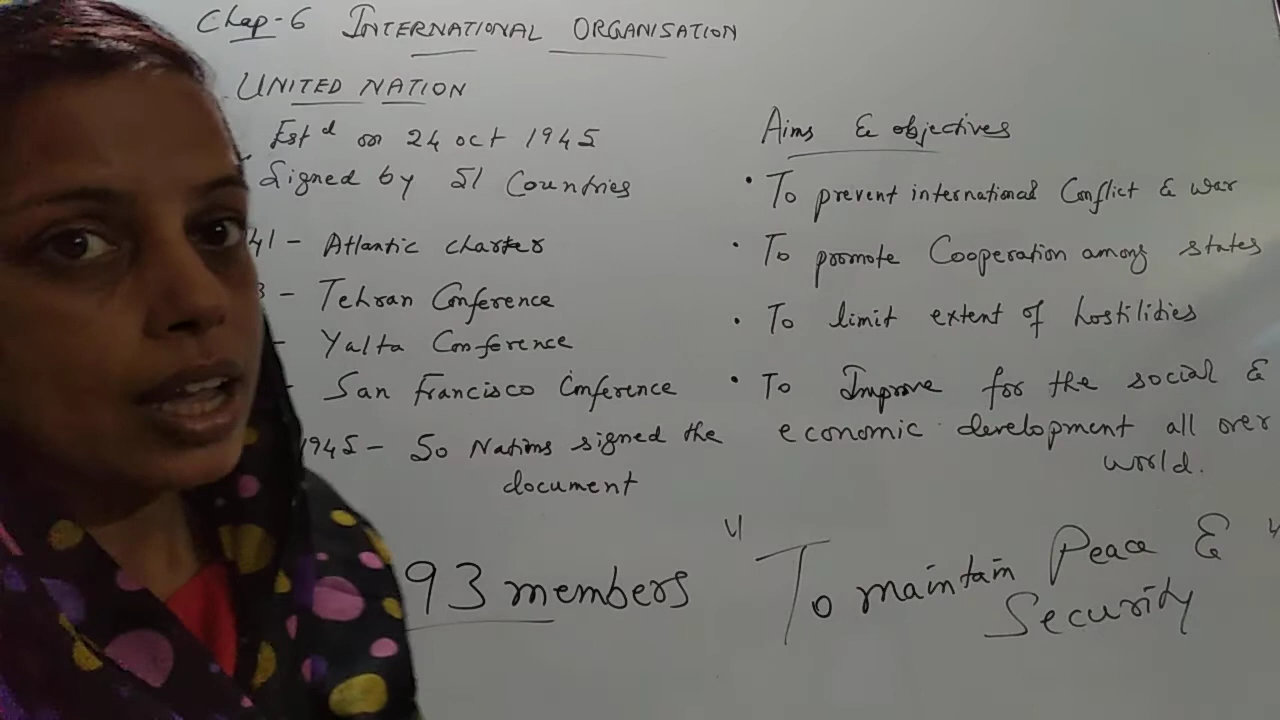 Chap-6 INTERNATIONAL ORGANISATION
UNITED NATION
Estd on 24 oct 1945
Signed by 51 Countries
41 - Atlantic charter
3 - Tehran Conference
- Yalta Conference
- San Francisco Conference
1945 - 50 Nations signed the
document
93 members
Aims & objectives
• To prevent international Conflict & war
• To promote Cooperation among states
• To limit extent of hostilidies
• To Improve for the social &
economic development all over
world.
" To maintain Peace & "
Security